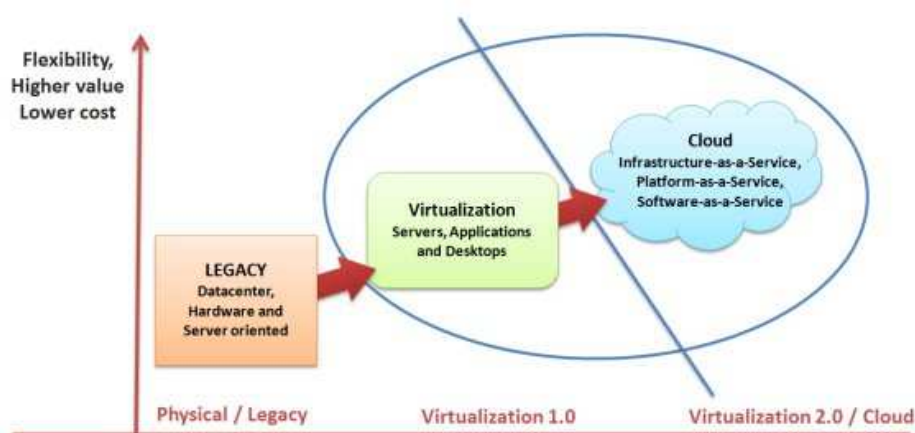 Flexibility,
Higher value
Lower cost
Cloud
Infrastructure-as-a-Service,
Platform-as-a-Service,
Software-as-a-Service
Virtualization
Servers, Applications
and Desktops
LEGACY
Datacenter,
Hardware and
Server oriented
Physical / Legacy
Virtualization 1.0
Virtualization 2.0 / Cloud